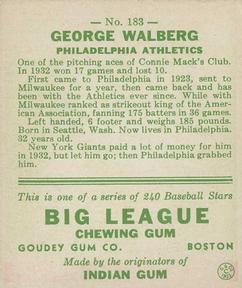 — No. 183 —
GEORGE WALBERG
PHILADELPHIA ATHLETICS
One of the pitching aces of Connie Mack's Club.
In 1932 won 17 games and lost 10.
First came to Philadelphia in 1923, sent to
Milwaukee for a year, then came back and has
been with the Athletics ever since. While with
Milwaukee ranked as strikeout king of the Amer-
ican Association, fanning 175 batters in 36 games.
Left handed, 6 footer and weighs 185 pounds.
Born in Seattle, Wash. Now lives in Philadelphia.
32 years old.
New York Giants paid a lot of money for him
in 1932, but let him go; then Philadelphia grabbed
him.
This is one of a series of 240 Baseball Stars
BIG LEAGUE
CHEWING GUM
GOUDEY GUM CO. BOSTON
Made by the originators of
INDIAN GUM